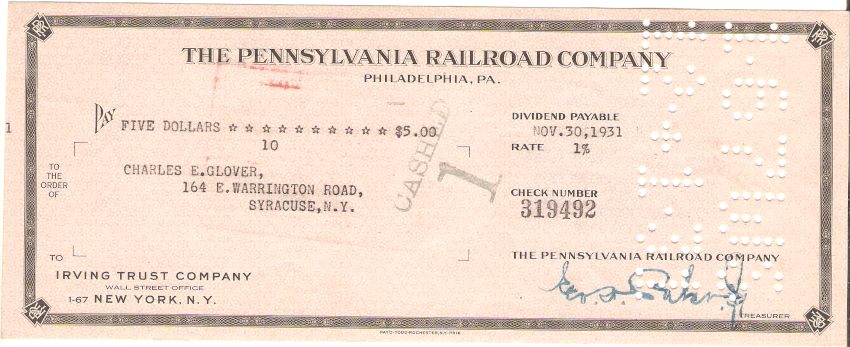 THE PENNSYLVANIA RAILROAD COMPANY
PHILADELPHIA, PA.
PAY FIVE DOLLARS ☆ ☆ ☆ ☆ ☆ ☆ ☆ ☆ ☆ ☆ $5.00
10
1
TO THE ORDER OF
CHARLES E.GLOVER,
164 E.WARRINGTON ROAD,
SYRACUSE,N.Y.
CASHED
1
DIVIDEND PAYABLE
NOV.30,1931
RATE 1%
CHECK NUMBER
319492
TO
IRVING TRUST COMPANY
WALL STREET OFFICE
1-67 NEW YORK, N.Y.
THE PENNSYLVANIA RAILROAD COMPANY
TREASURER